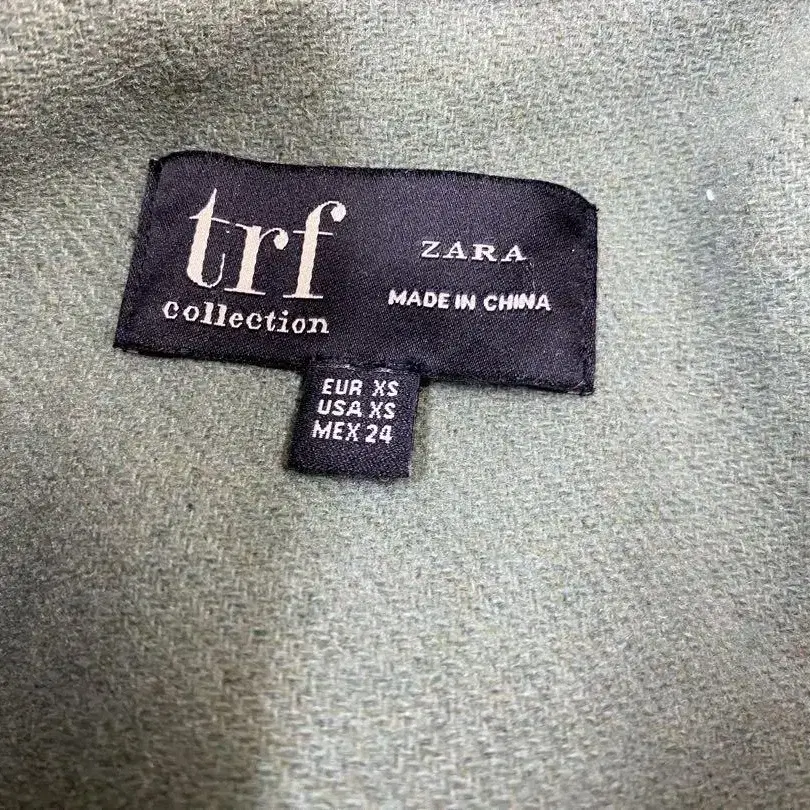 trf
collection
ZARA
MADE IN CHINA
EUR XS
USA XS
MEX 24